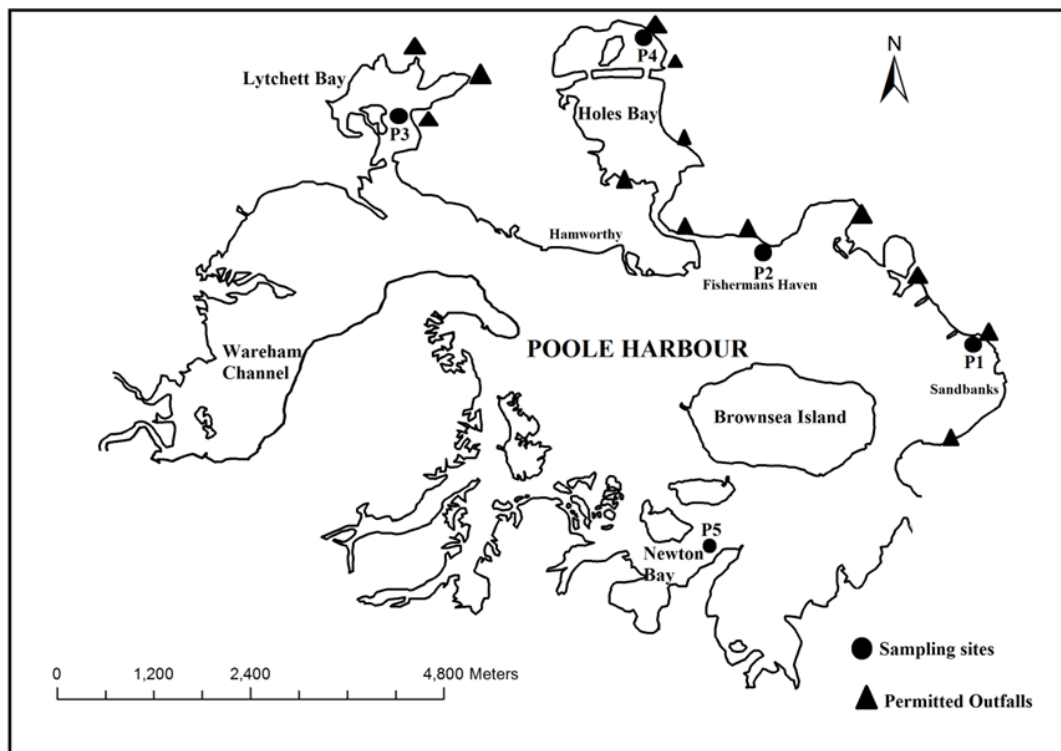 N
P4
Lytchett Bay
Holes Bay
P3
Hamworthy
P2
Fishermans Haven
Wareham
Channel
POOLE HARBOUR
P1
Sandbanks
Brownsea Island
P5
Newton
Bay
Sampling sites
0 1,200 2,400 4,800 Meters
Permitted Outfalls